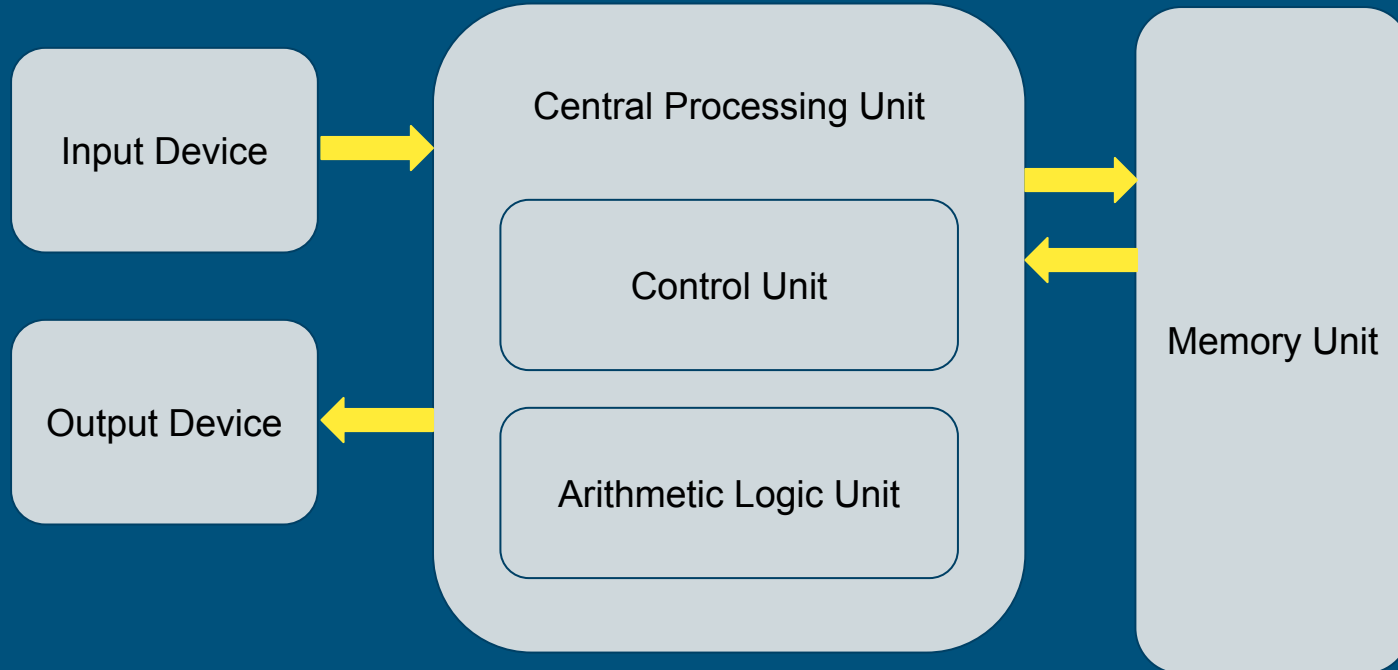 Input Device
Central Processing Unit
Control Unit
Memory Unit
Output Device
Arithmetic Logic Unit